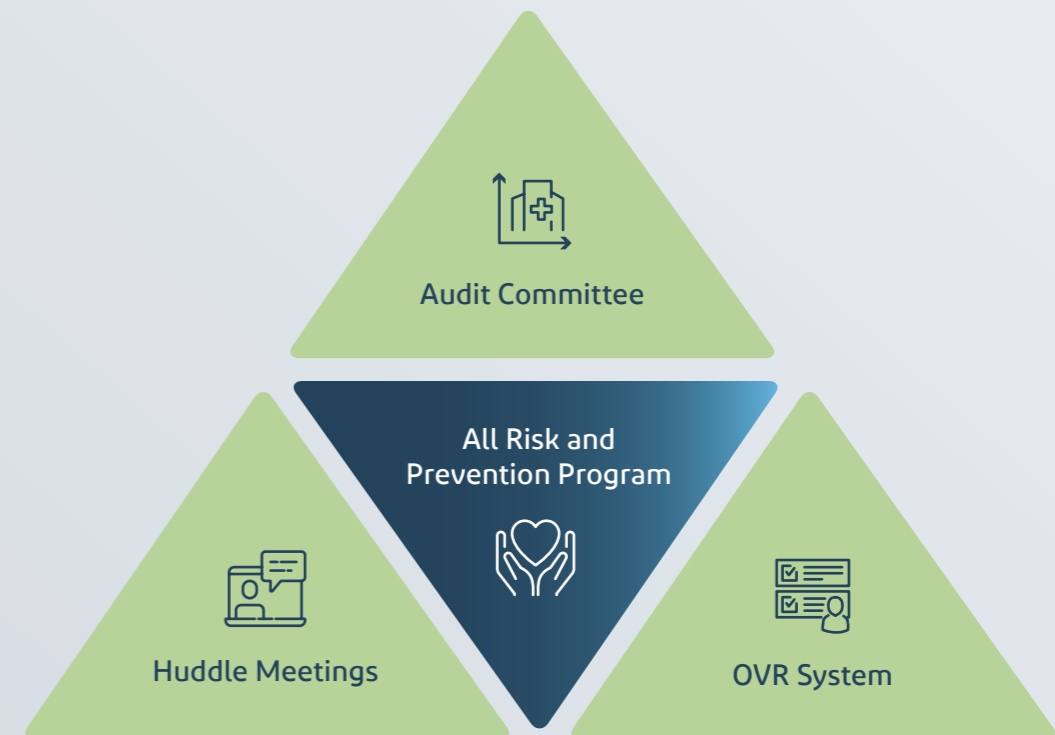 Audit Committee
All Risk and
Prevention Program
Huddle Meetings
OVR System